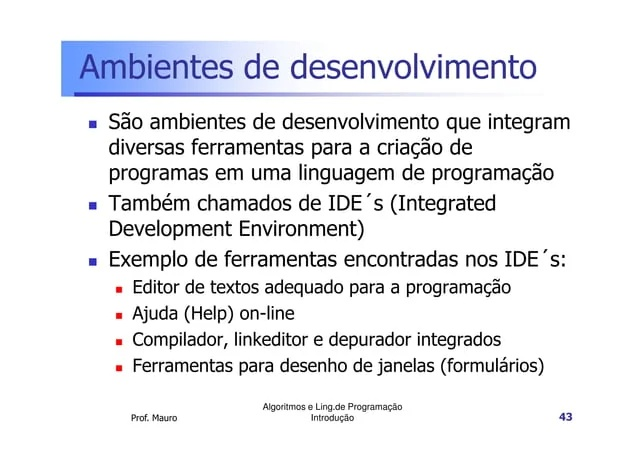 Ambientes de desenvolvimento
São ambientes de desenvolvimento que integram
diversas ferramentas para a criação de
programas em uma linguagem de programação
Também chamados de IDE´s (Integrated
Development Environment)
Exemplo de ferramentas encontradas nos IDE´s:
Editor de textos adequado para a programação
Ajuda (Help) on-line
Compilador, linkeditor e depurador integrados
Ferramentas para desenho de janelas (formulários)
Prof. Mauro
Algoritmos e Ling.de Programação
Introdução
43